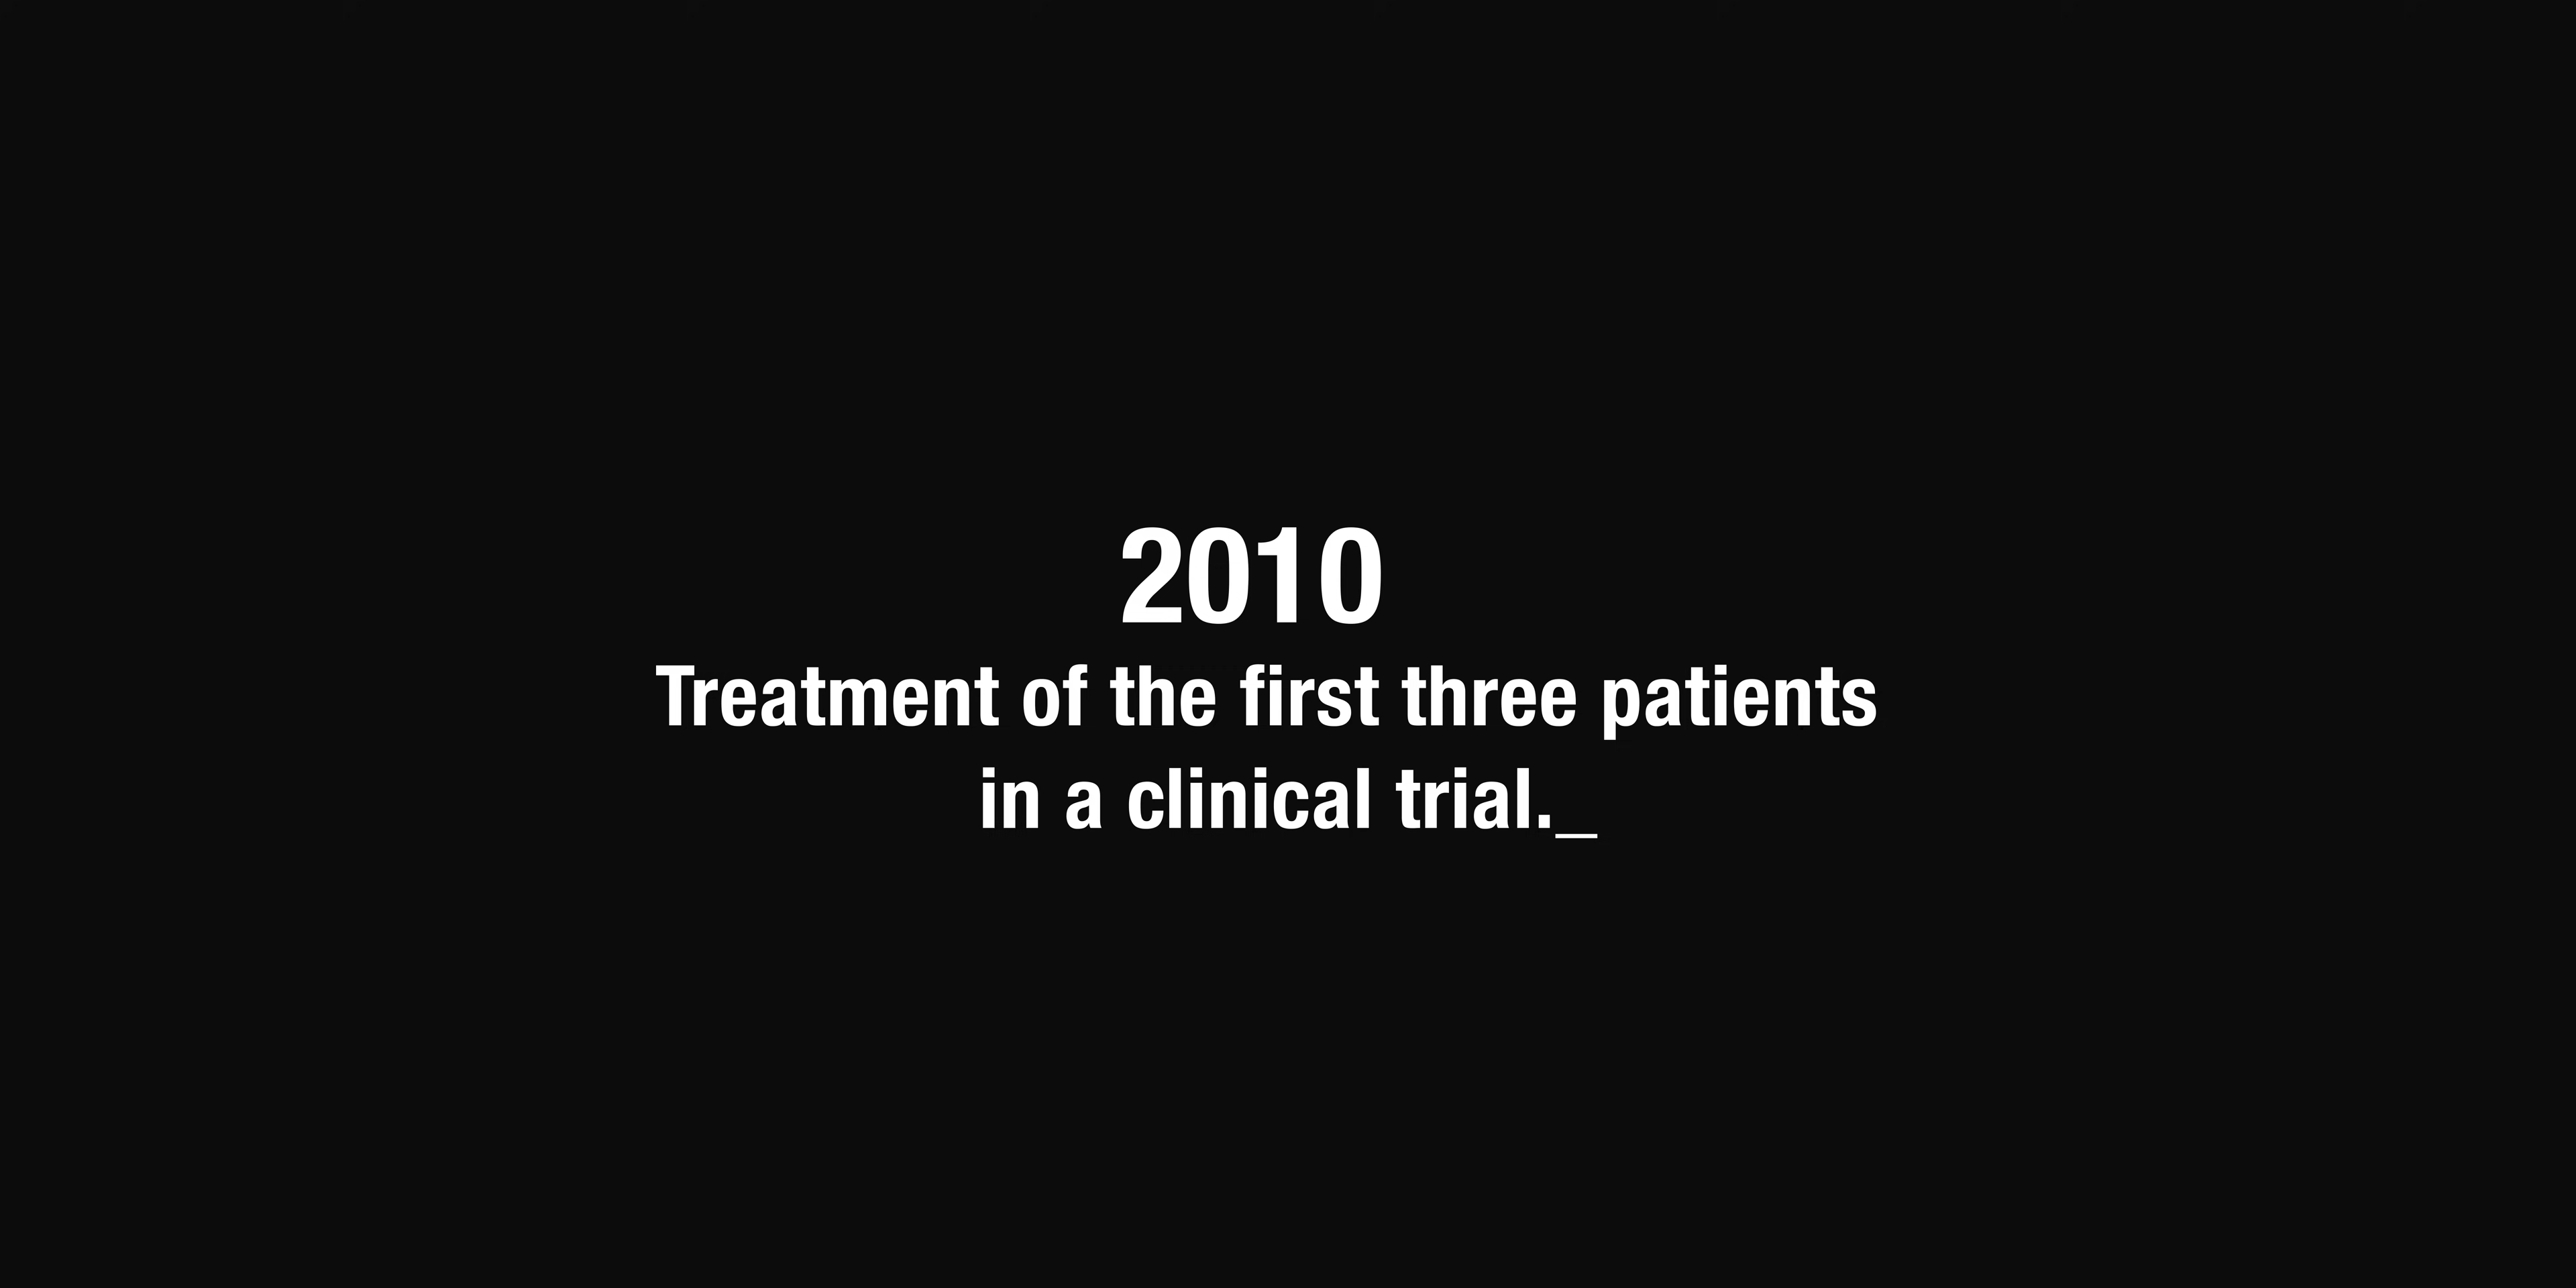 2010
Treatment of the first three patients
in a clinical trial._